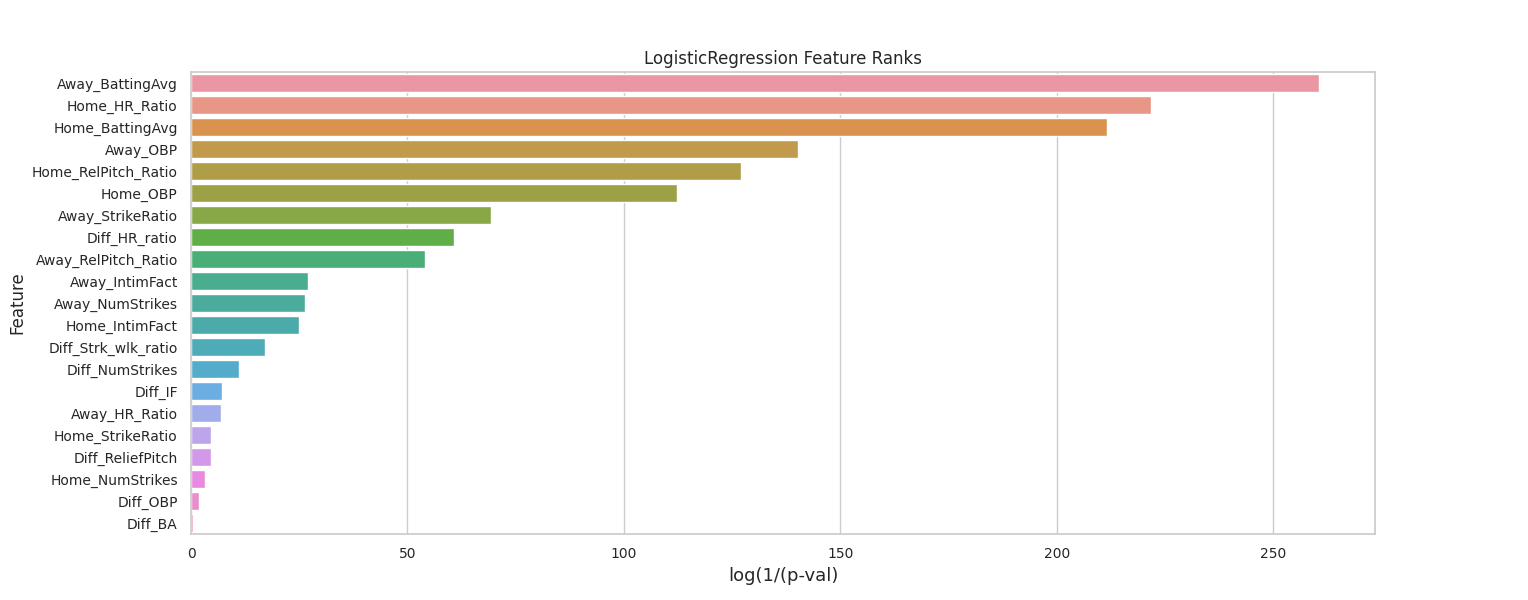 LogisticRegression Feature Ranks
Feature
Away_BattingAvg
Home_HR_Ratio
Home_BattingAvg
Away_OBP
Home_RelPitch_Ratio
Home_OBP
Away_StrikeRatio
Diff_HR_ratio
Away_RelPitch_Ratio
Away_IntimFact
Away_NumStrikes
Home_IntimFact
Diff_Strk_wlk_ratio
Diff_NumStrikes
Diff_IF
Away_HR_Ratio
Home_StrikeRatio
Diff_ReliefPitch
Home_NumStrikes
Diff_OBP
Diff_BA
0 50 100 150 200 250
log(1/(p-val)